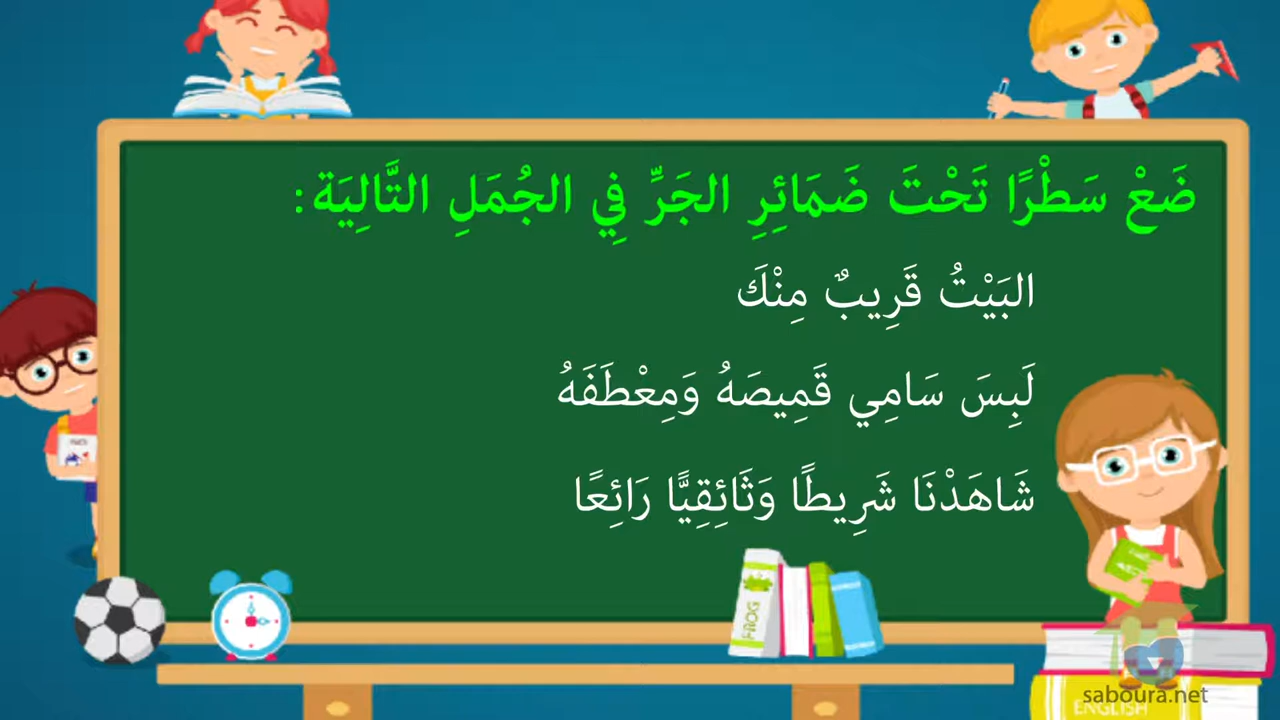 ضَعْ سَطْرًا تَحْتَ ضَمَائِرِ الجَرِّ فِي الجُمَلِ التَّالِيَة:
البَيْتُ قَرِيبٌ مِنْكَ
لَبِسَ سَامِي قَمِيصَهُ وَمِعْطَفَهُ
شَاهَدْنَا شَرِيطًا وَثَائِقِيًّا رَائِعًا
FROG
saboura.net
ENGLISH